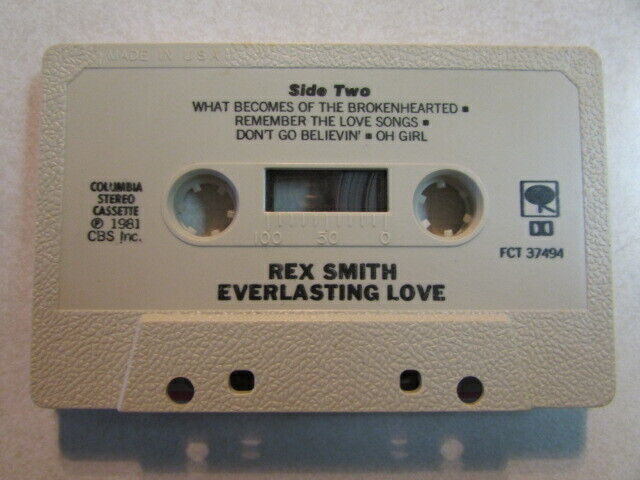 MADE U.S.A.
Side Two
WHAT BECOMES OF THE BROKENHEARTED ▪
REMEMBER THE LOVE SONGS ▪
DON'T GO BELIEVIN' ▪ OH GIRL
COLUMBIA
STEREO
CASSETTE
℗ 1981
CBS Inc.
100 50 0
FCT 37494
REX SMITH
EVERLASTING LOVE